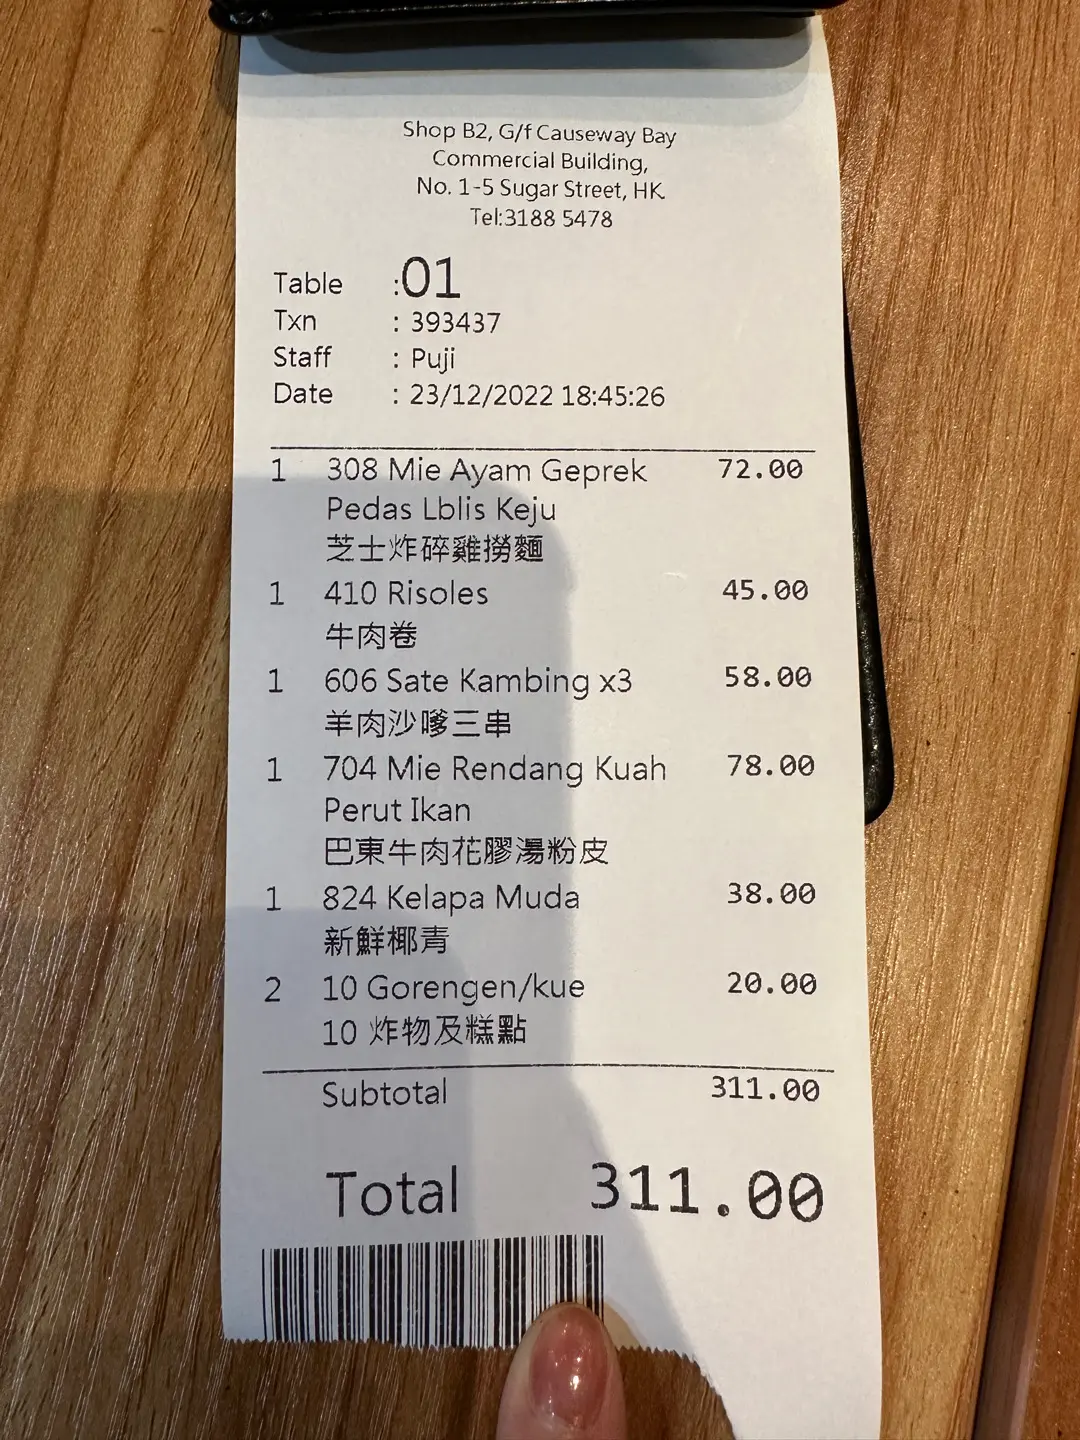 Shop B2, G/f Causeway Bay
Commercial Building,
No. 1-5 Sugar Street, HK.
Tel:3188 5478
Table :01
Txn : 393437
Staff : Puji
Date : 23/12/2022 18:45:26
1 308 Mie Ayam Geprek 72.00
Pedas Lblis Keju
芝士炸碎雞撈麵
1 410 Risoles 45.00
牛肉卷
1 606 Sate Kambing x3 58.00
羊肉沙嗲三串
1 704 Mie Rendang Kuah 78.00
Perut Ikan
巴東牛肉花膠湯粉皮
1 824 Kelapa Muda 38.00
新鮮椰青
2 10 Gorengen/kue 20.00
10 炸物及糕點
Subtotal 311.00
Total 311.00